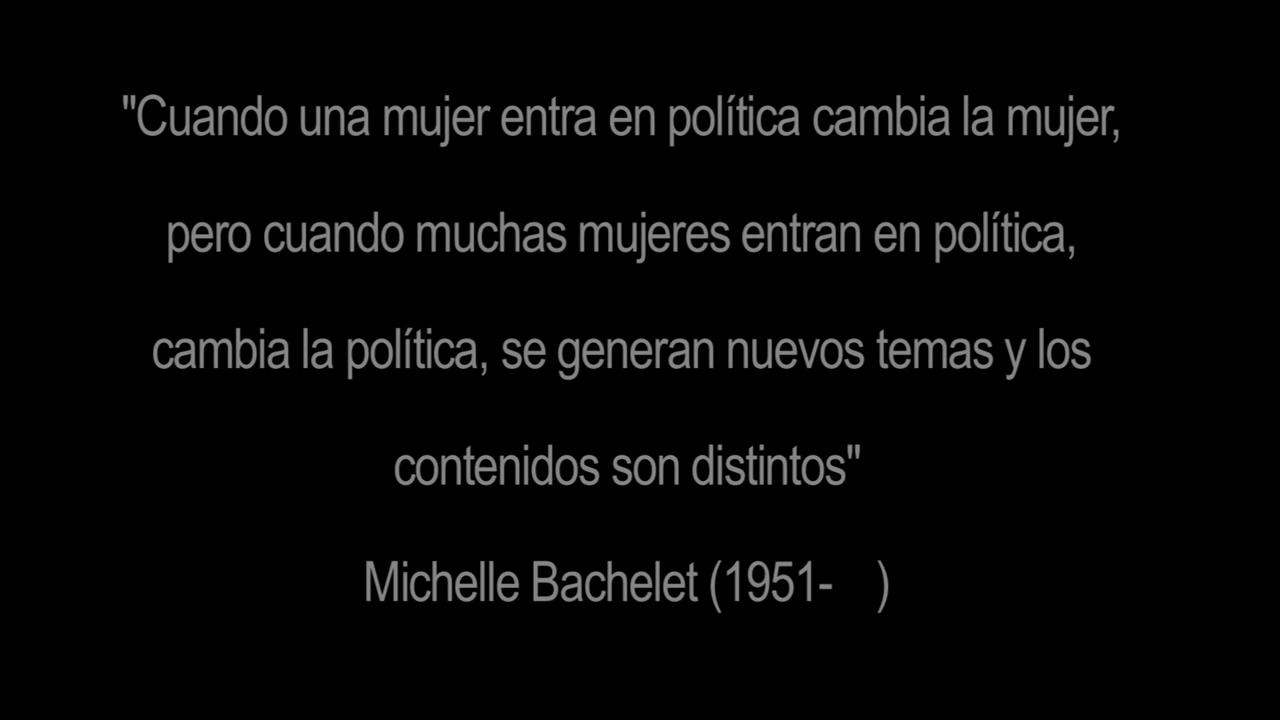 "Cuando una mujer entra en política cambia la mujer,
pero cuando muchas mujeres entran en política,
cambia la política, se generan nuevos temas y los
contenidos son distintos"
Michelle Bachelet (1951-    )